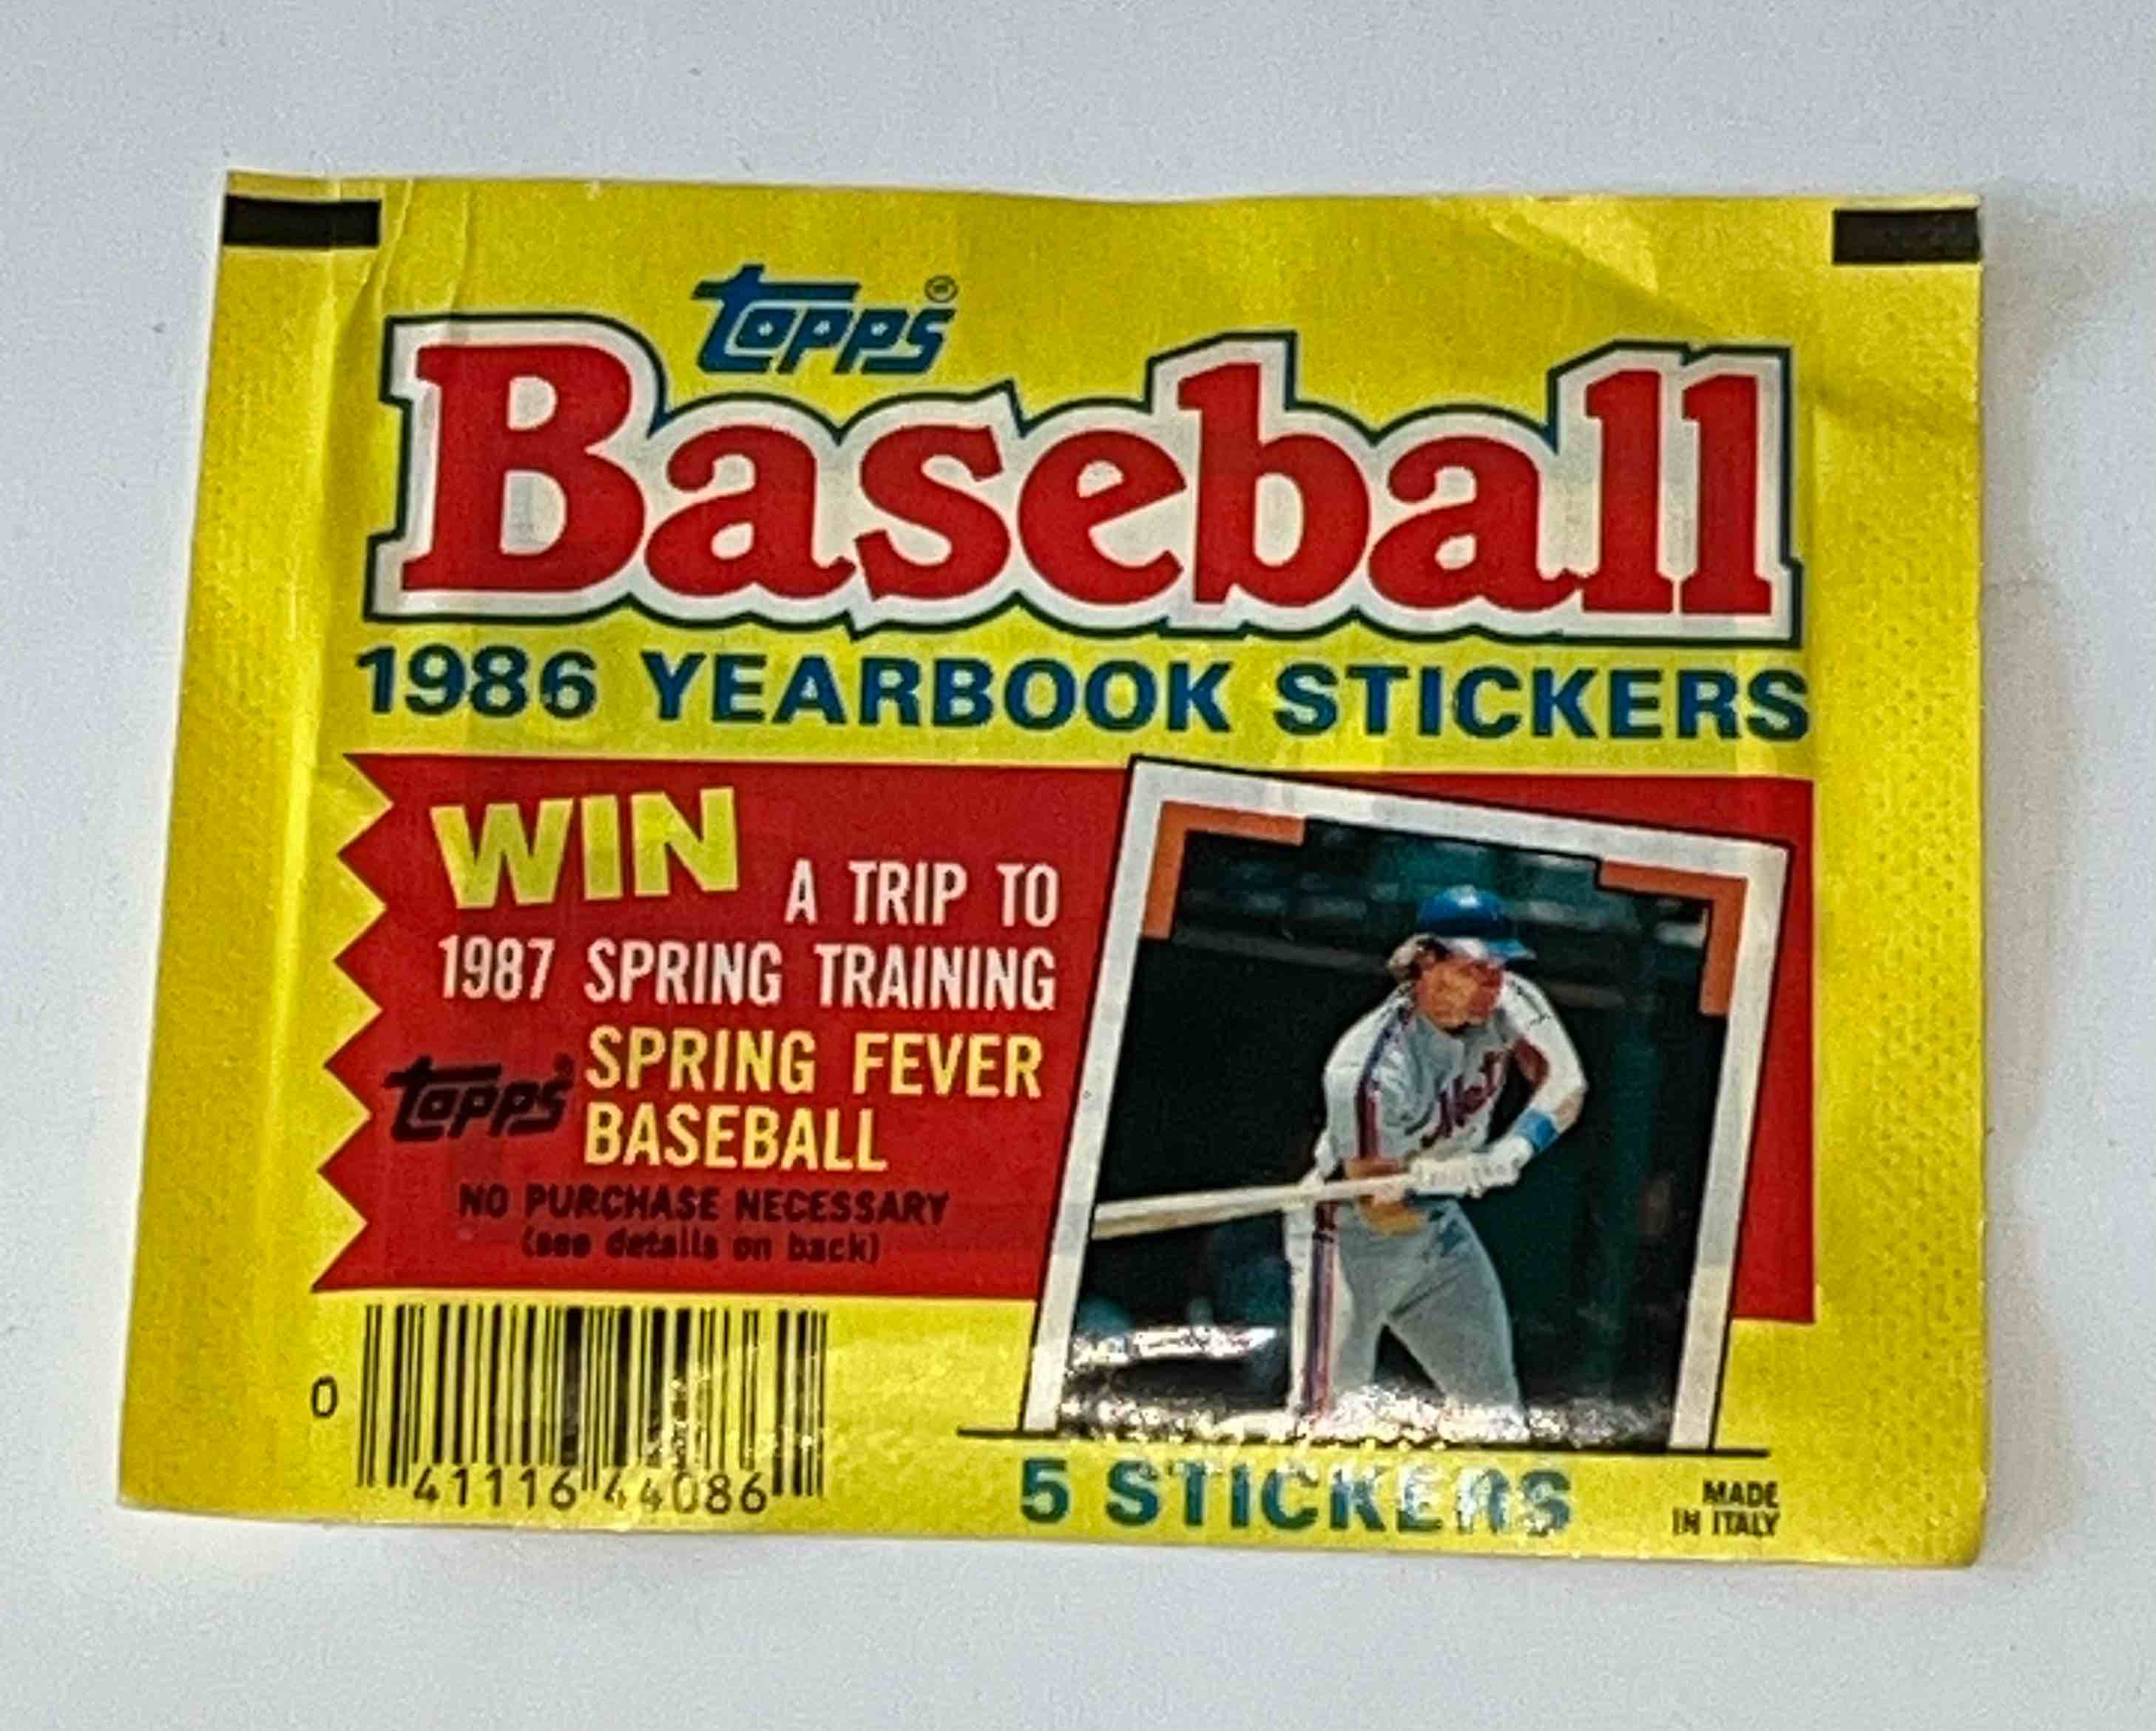 Topps®
Baseball
1986 YEARBOOK STICKERS
WIN A TRIP TO
1987 SPRING TRAINING
Topps® SPRING FEVER
BASEBALL
NO PURCHASE NECESSARY
(see details on back)
Mets
0 41116 44086
5 STICKERS
MADE
IN ITALY